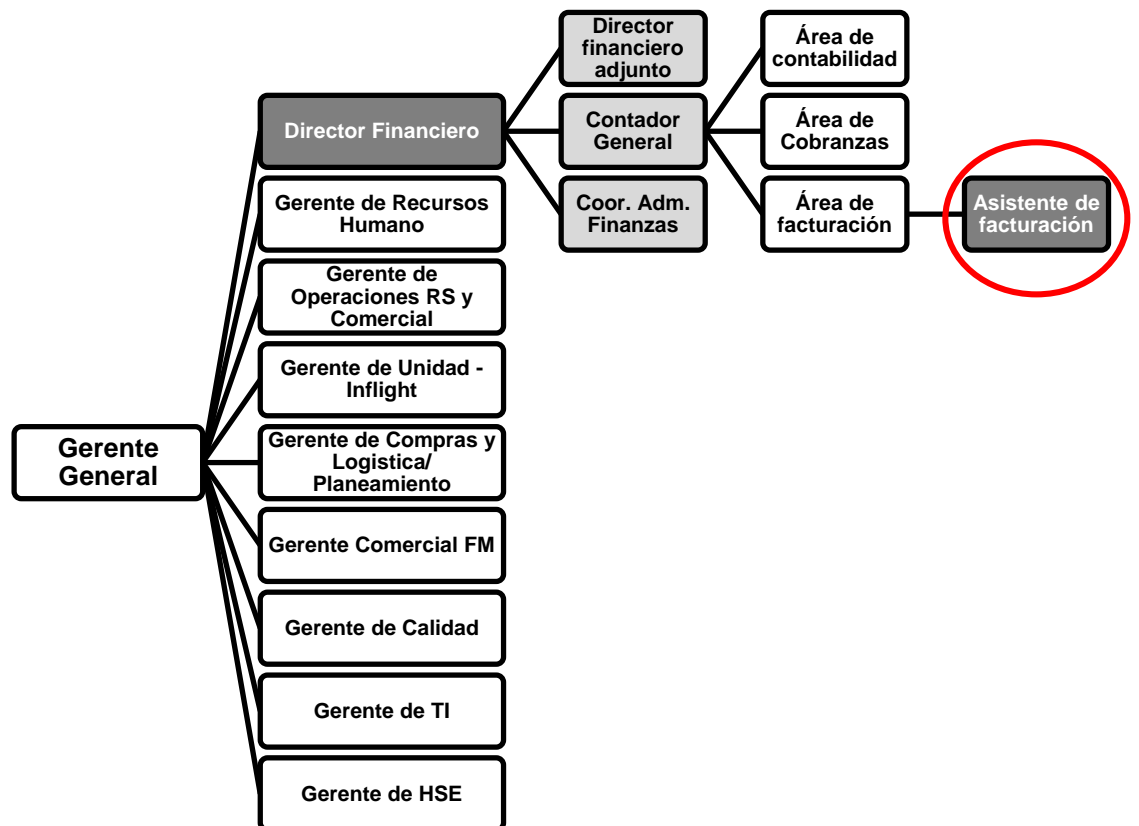 Director
financiero
adjunto
Área de
contabilidad
Director Financiero
Contador
General
Área de
Cobranzas
Gerente de Recursos
Humano
Coor. Adm.
Finanzas
Área de
facturación
Asistente de
facturación
Gerente de
Operaciones RS y
Comercial
Gerente de Unidad -
Inflight
Gerente
General
Gerente de Compras y
Logistica/
Planeamiento
Gerente Comercial FM
Gerente de Calidad
Gerente de TI
Gerente de HSE